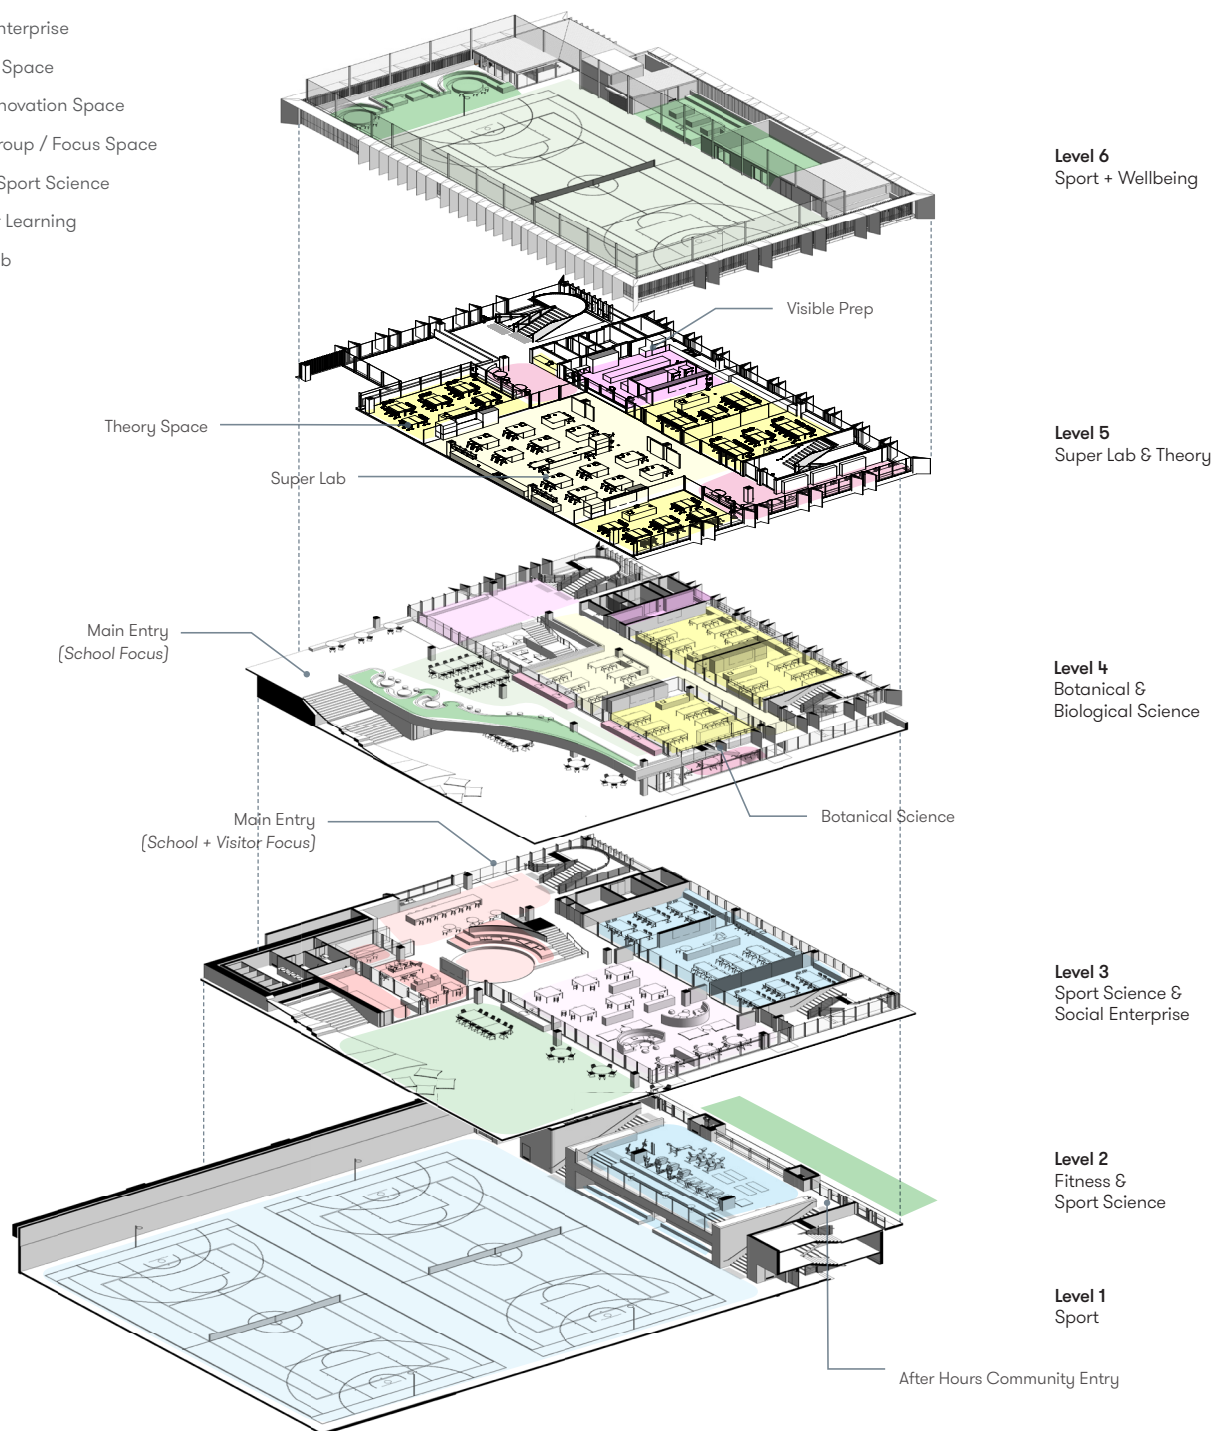 nterprise
Space
novation Space
roup / Focus Space
Sport Science
Learning
b
Level 6
Sport + Wellbeing
Visible Prep
Theory Space
Super Lab
Level 5
Super Lab & Theory
Main Entry
(School Focus)
Level 4
Botanical &
Biological Science
Botanical Science
Main Entry
(School + Visitor Focus)
Level 3
Sport Science &
Social Enterprise
Level 2
Fitness &
Sport Science
Level 1
Sport
After Hours Community Entry